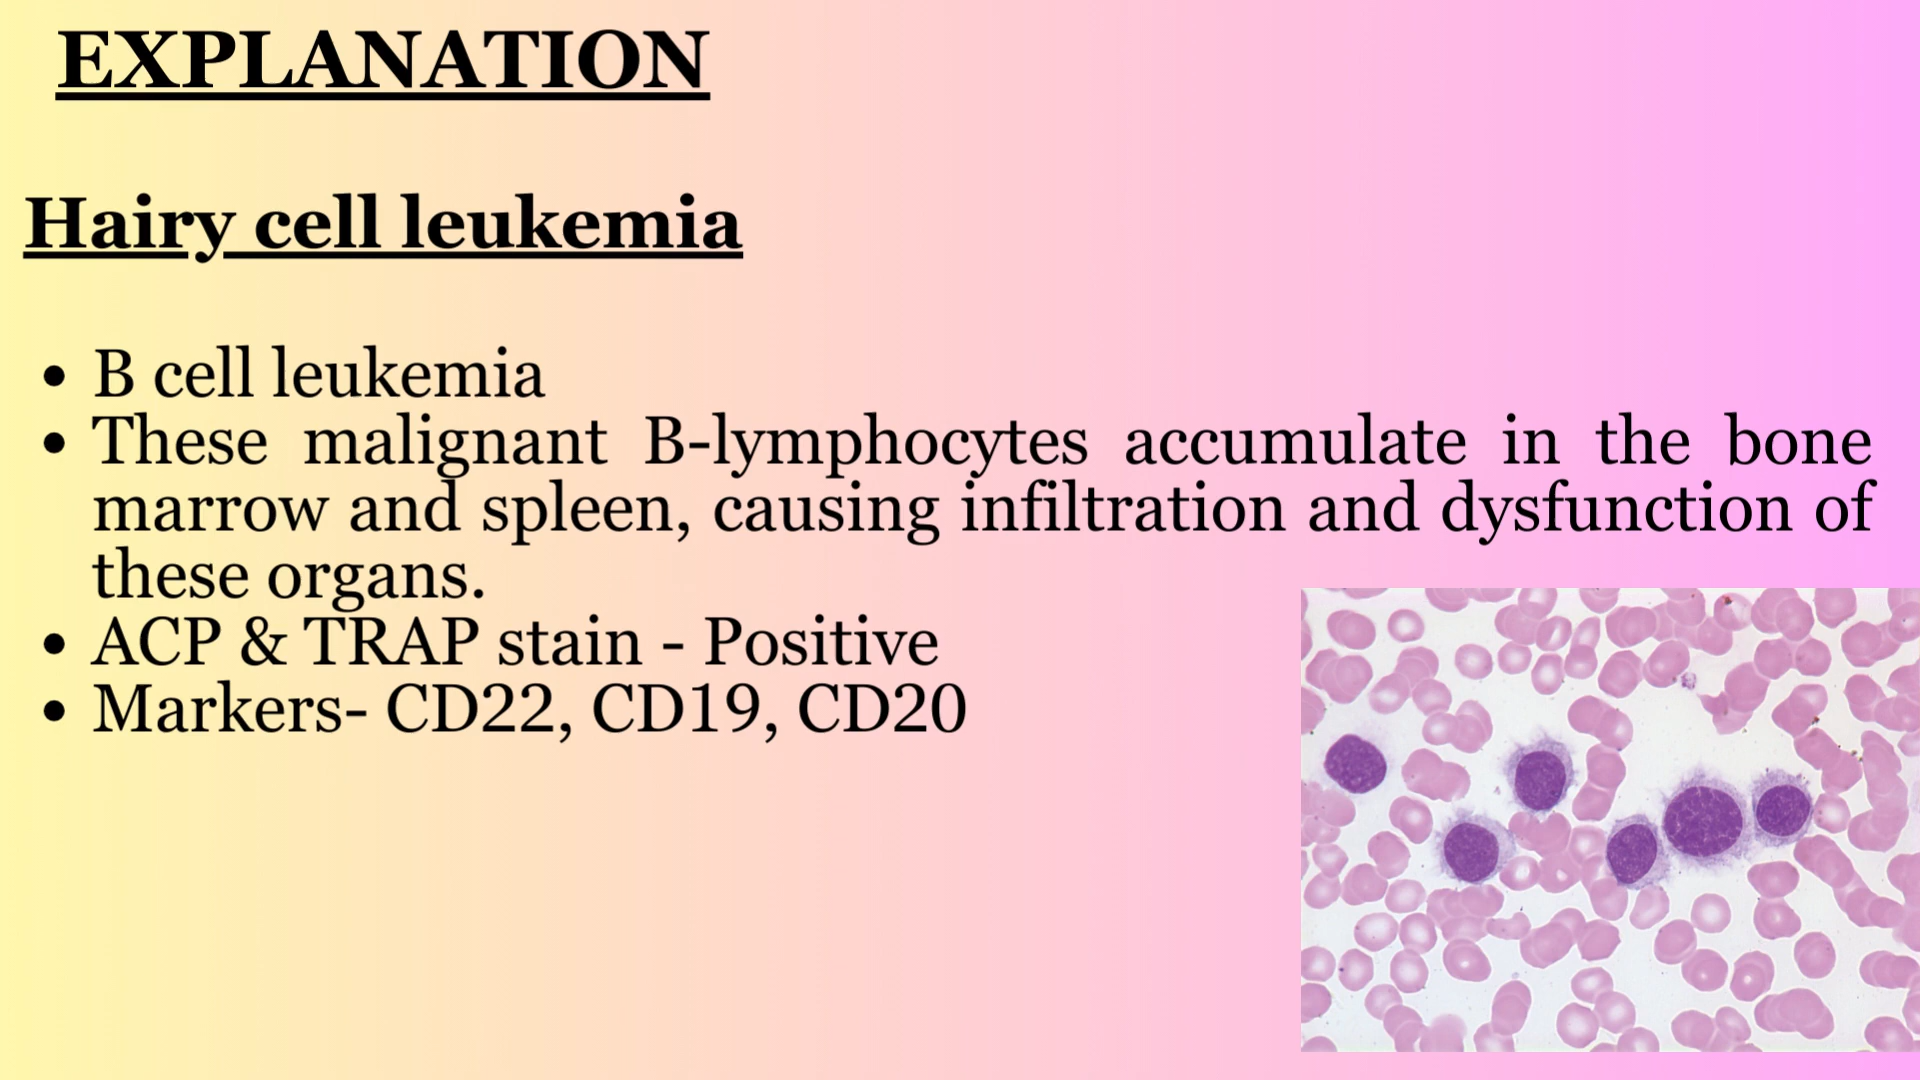 EXPLANATION
Hairy cell leukemia
• B cell leukemia
• These malignant B-lymphocytes accumulate in the bone
marrow and spleen, causing infiltration and dysfunction of
these organs.
• ACP & TRAP stain - Positive
• Markers- CD22, CD19, CD20